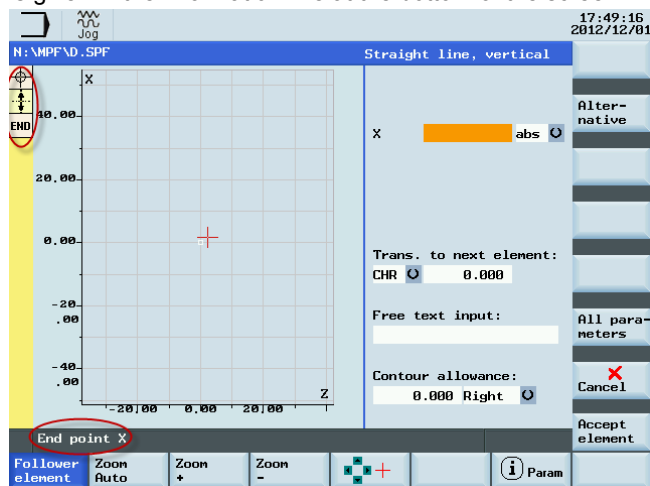 17:49:16
Jog
2012/12/01
N:\MPF\D.SPF
Straight line, vertical
X
END
40.00
20.00
0.00
-20
.00
-40
.00
Z
-20.00
0.00
20.00
X
abs
Trans. to next element:
CHR
0.000
Free text input:
Contour allowance:
0.000 Right
Alter-
native
All para-
meters
Cancel
Accept
element
End point X
Follower
element
Zoom
Auto
Zoom
+
Zoom
-
i Param